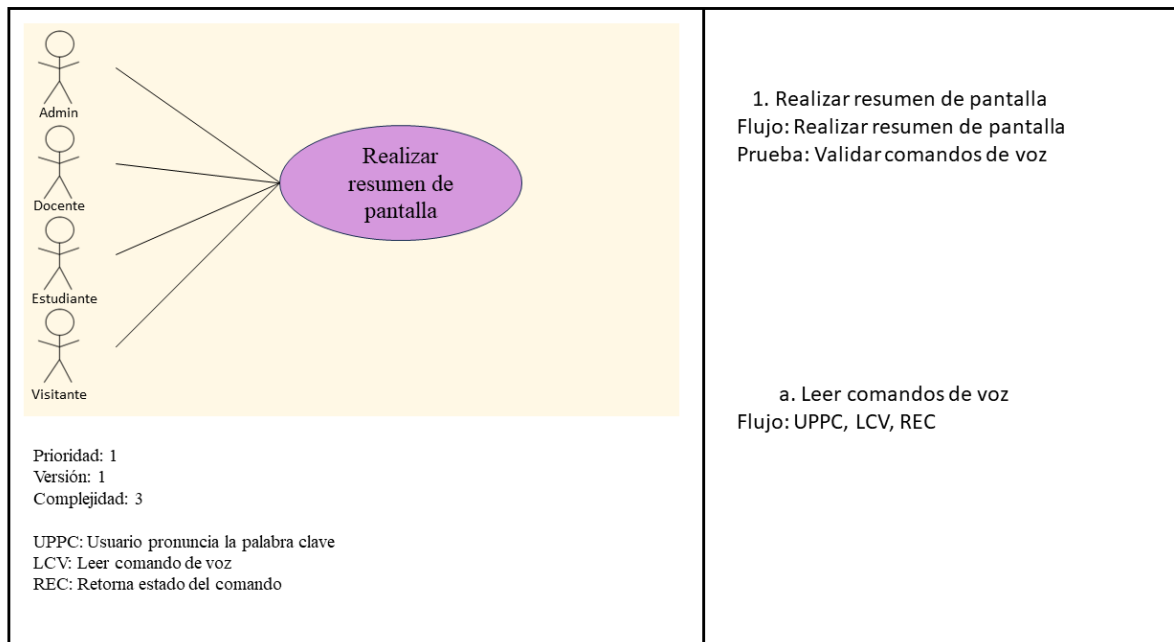 Admin
Docente
Estudiante
Visitante
Realizar
resumen de
pantalla
Prioridad: 1
Versión: 1
Complejidad: 3
UPPC: Usuario pronuncia la palabra clave
LCV: Leer comando de voz
REC: Retorna estado del comando
1. Realizar resumen de pantalla
Flujo: Realizar resumen de pantalla
Prueba: Validar comandos de voz
a. Leer comandos de voz
Flujo: UPPC, LCV, REC